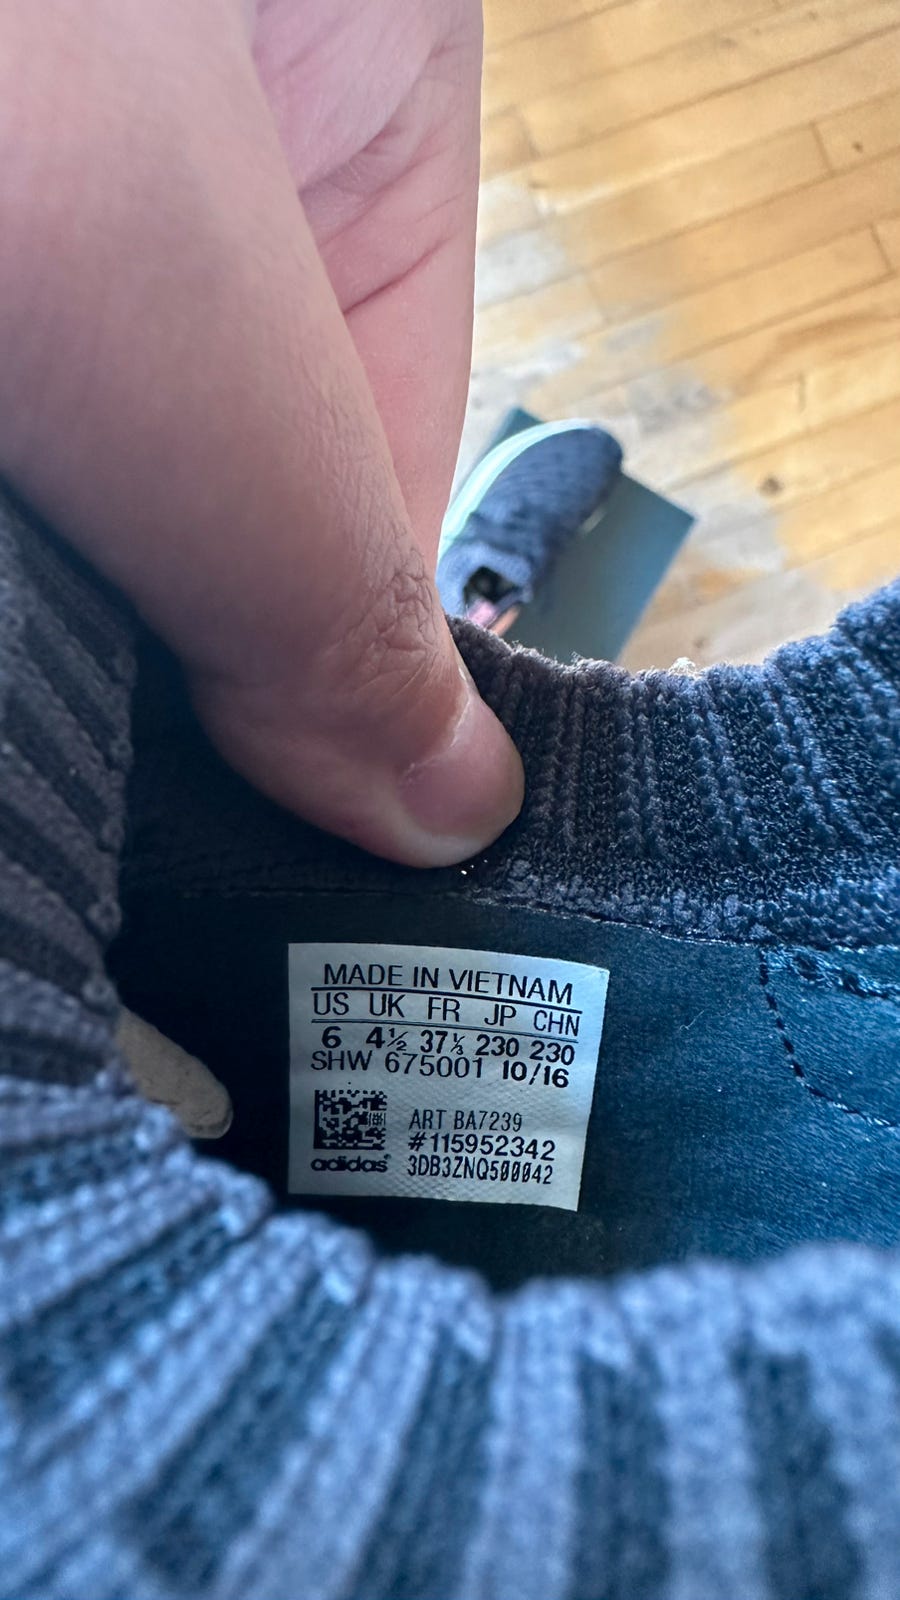 MADE IN VIETNAM
US UK FR JP CHN
6 4½ 37⅓ 230 230
SHW 675001 10/16
ART BA7239
#115952342
adidas 3DB3ZNQ500042